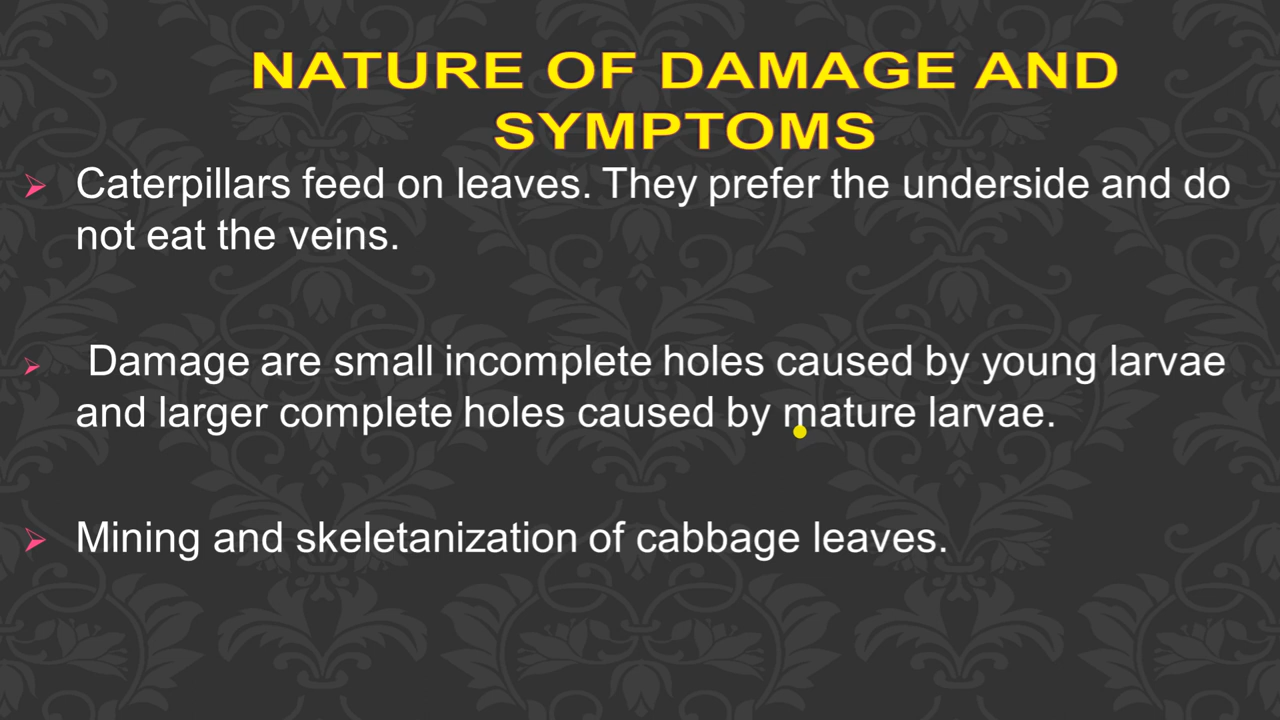 NATURE OF DAMAGE AND
SYMPTOMS
Caterpillars feed on leaves. They prefer the underside and do
not eat the veins.
Damage are small incomplete holes caused by young larvae
and larger complete holes caused by mature larvae.
Mining and skeletanization of cabbage leaves.